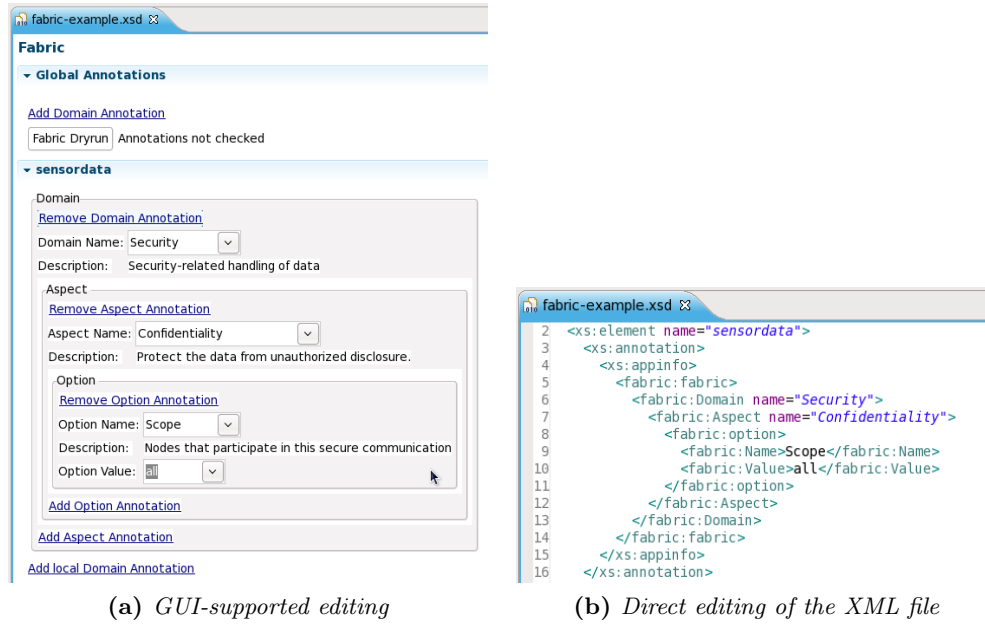 fabric-example.xsd
Fabric
Global Annotations
Add Domain Annotation
Fabric Dryrun Annotations not checked
sensordata
Domain
Remove Domain Annotation
Domain Name: Security
Description: Security-related handling of data
Aspect
Remove Aspect Annotation
Aspect Name: Confidentiality
Description: Protect the data from unauthorized disclosure.
Option
Remove Option Annotation
Option Name: Scope
Description: Nodes that participate in this secure communication
Option Value: all
Add Option Annotation
Add Aspect Annotation
Add local Domain Annotation
(a) GUI-supported editing
fabric-example.xsd
2 <xs:element name="sensordata">
3 <xs:annotation>
4 <xs:appinfo>
5 <fabric:fabric>
6 <fabric:Domain name="Security">
7 <fabric:Aspect name="Confidentiality">
8 <fabric:option>
9 <fabric:Name>Scope</fabric:Name>
10 <fabric:Value>all</fabric:Value>
11 </fabric:option>
12 </fabric:Aspect>
13 </fabric:Domain>
14 </fabric:fabric>
15 </xs:appinfo>
16 </xs:annotation>
(b) Direct editing of the XML file